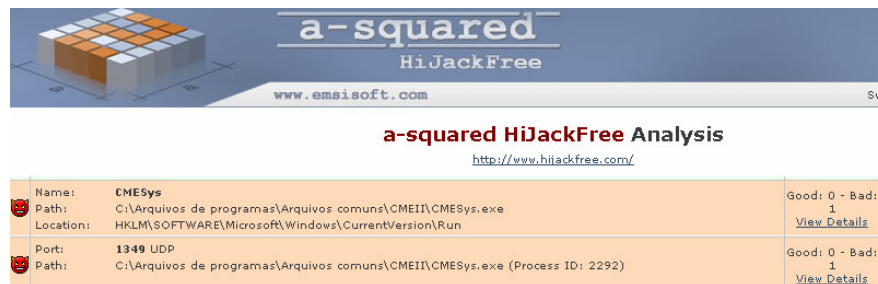 a-squared
HiJackFree
www.emsisoft.com
a-squared HiJackFree Analysis
http://www.hijackfree.com/
Name: CMESys
Path: C:\Arquivos de programas\Arquivos comuns\CMEII\CMESys.exe
Location: HKLM\SOFTWARE\Microsoft\Windows\CurrentVersion\Run
Good: 0 - Bad:
1
View Details
Port: 1349 UDP
Path: C:\Arquivos de programas\Arquivos comuns\CMEII\CMESys.exe (Process ID: 2292)
Good: 0 - Bad:
1
View Details